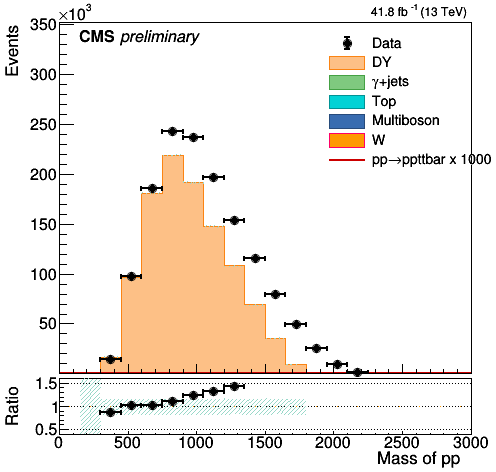 ×10³
41.8 fb⁻¹ (13 TeV)
CMS preliminary
Events
350
300
250
200
150
100
50
Data
DY
γ+jets
Top
Multiboson
W
pp→ppttbar x 1000
Ratio
1.5
1
0.5
0 500 1000 1500 2000 2500 3000
Mass of pp